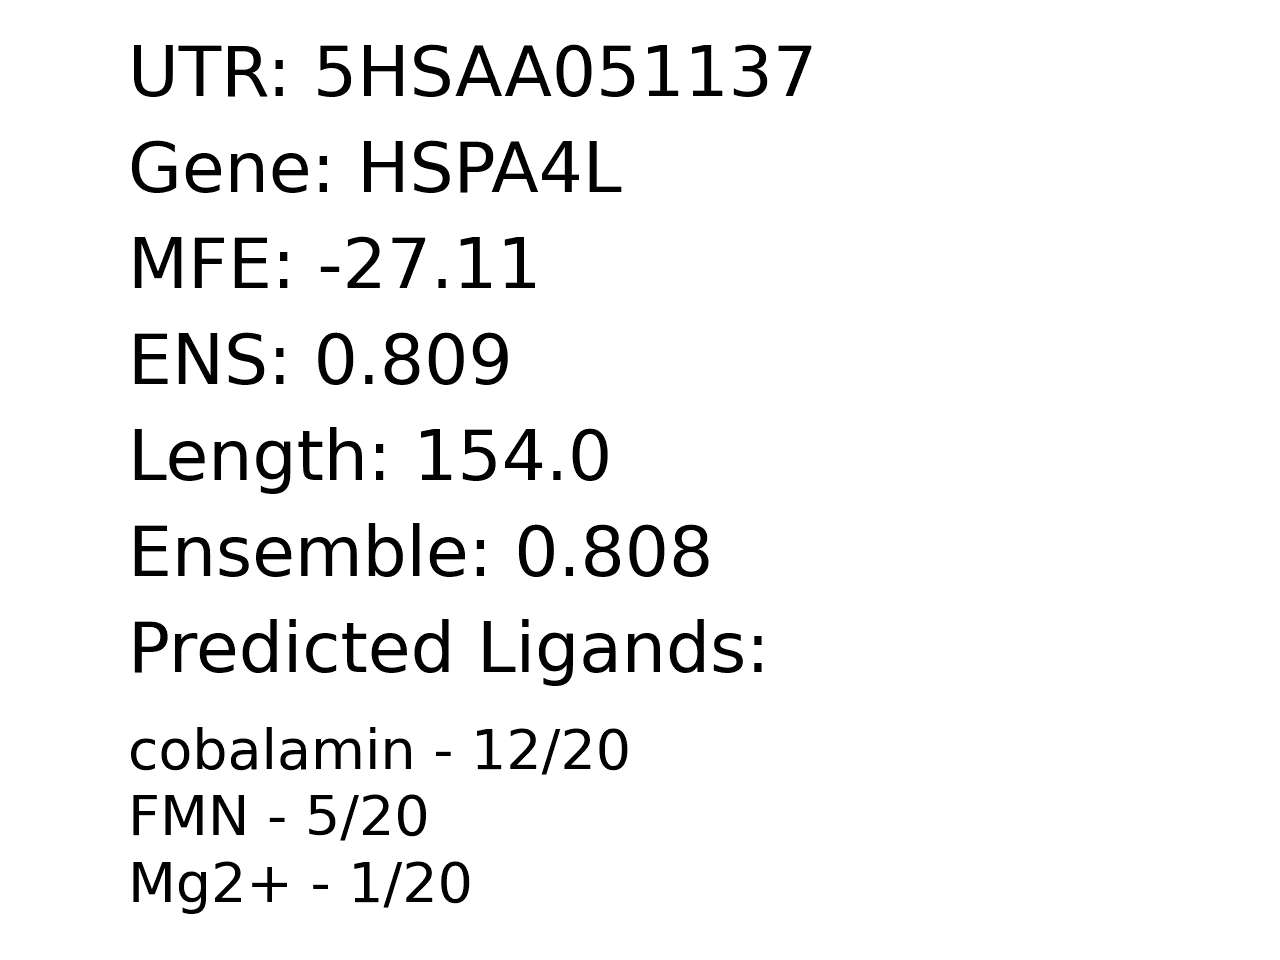 UTR: 5HSAA051137
Gene: HSPA4L
MFE: -27.11
ENS: 0.809
Length: 154.0
Ensemble: 0.808
Predicted Ligands:
cobalamin - 12/20
FMN - 5/20
Mg2+ - 1/20